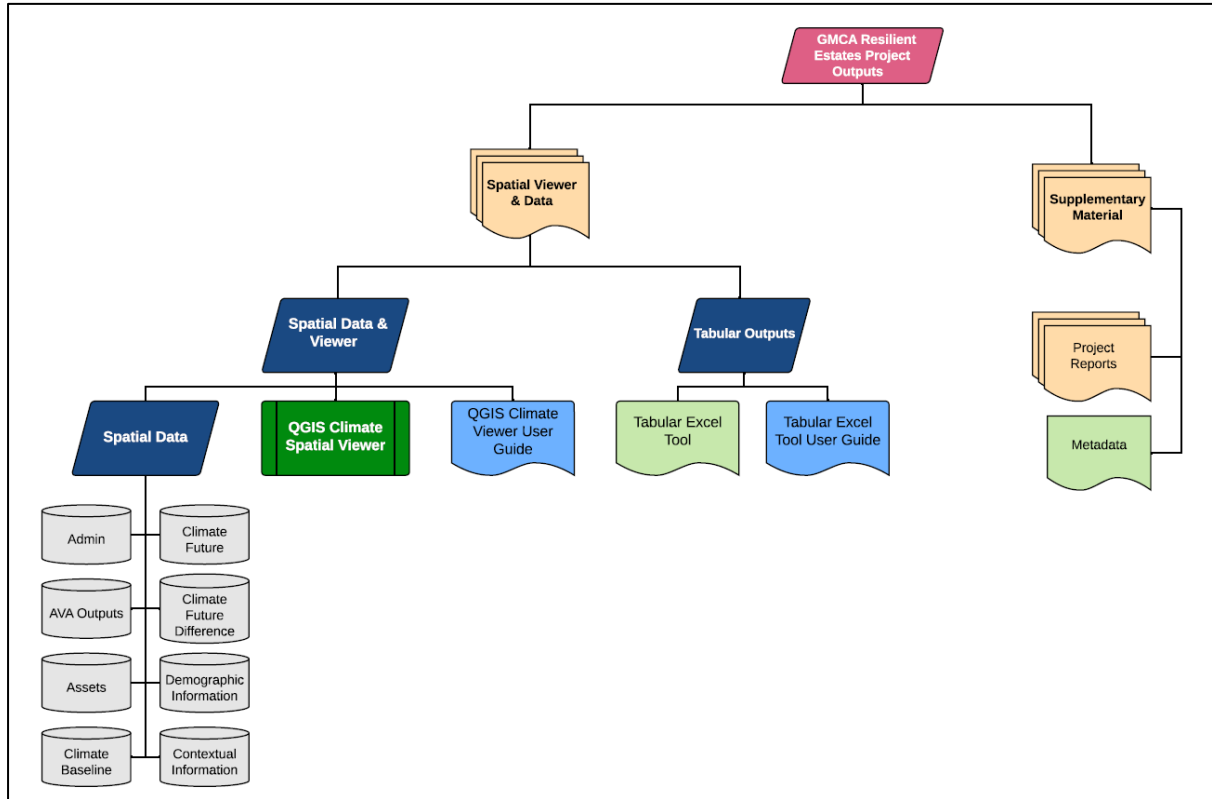 GMCA Resilient
Estates Project
Outputs
Spatial Viewer
& Data
Supplementary
Material
Spatial Data &
Viewer
Tabular Outputs
Project
Reports
Spatial Data
QGIS Climate
Spatial Viewer
QGIS Climate
Viewer User
Guide
Tabular Excel
Tool
Tabular Excel
Tool User Guide
Metadata
Admin
Climate
Future
AVA Outputs
Climate
Future
Difference
Assets
Demographic
Information
Climate
Baseline
Contextual
Information